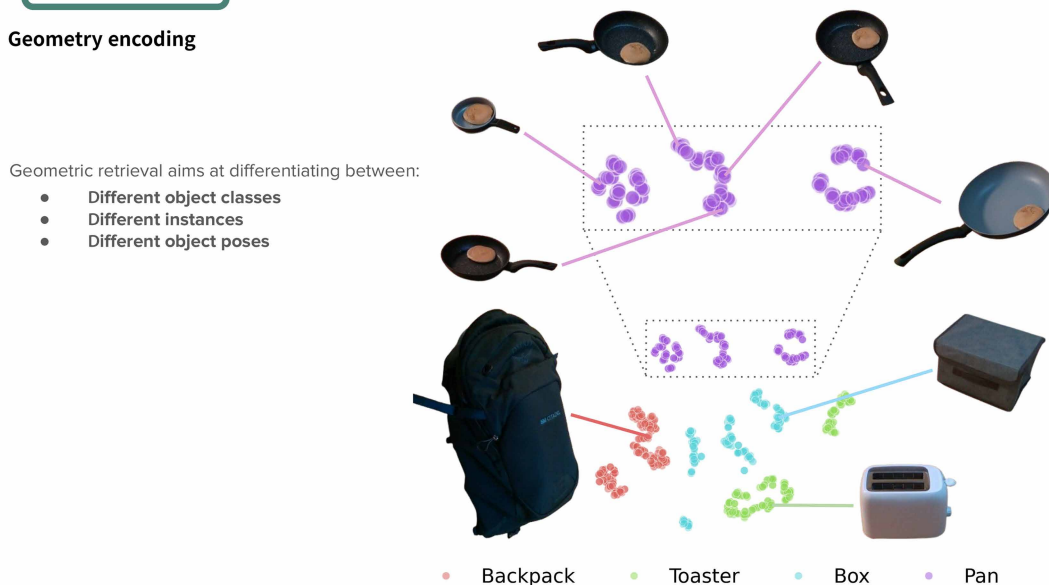 Geometry encoding
Geometric retrieval aims at differentiating between:
● Different object classes
● Different instances
● Different object poses
Backpack
Toaster
Box
Pan